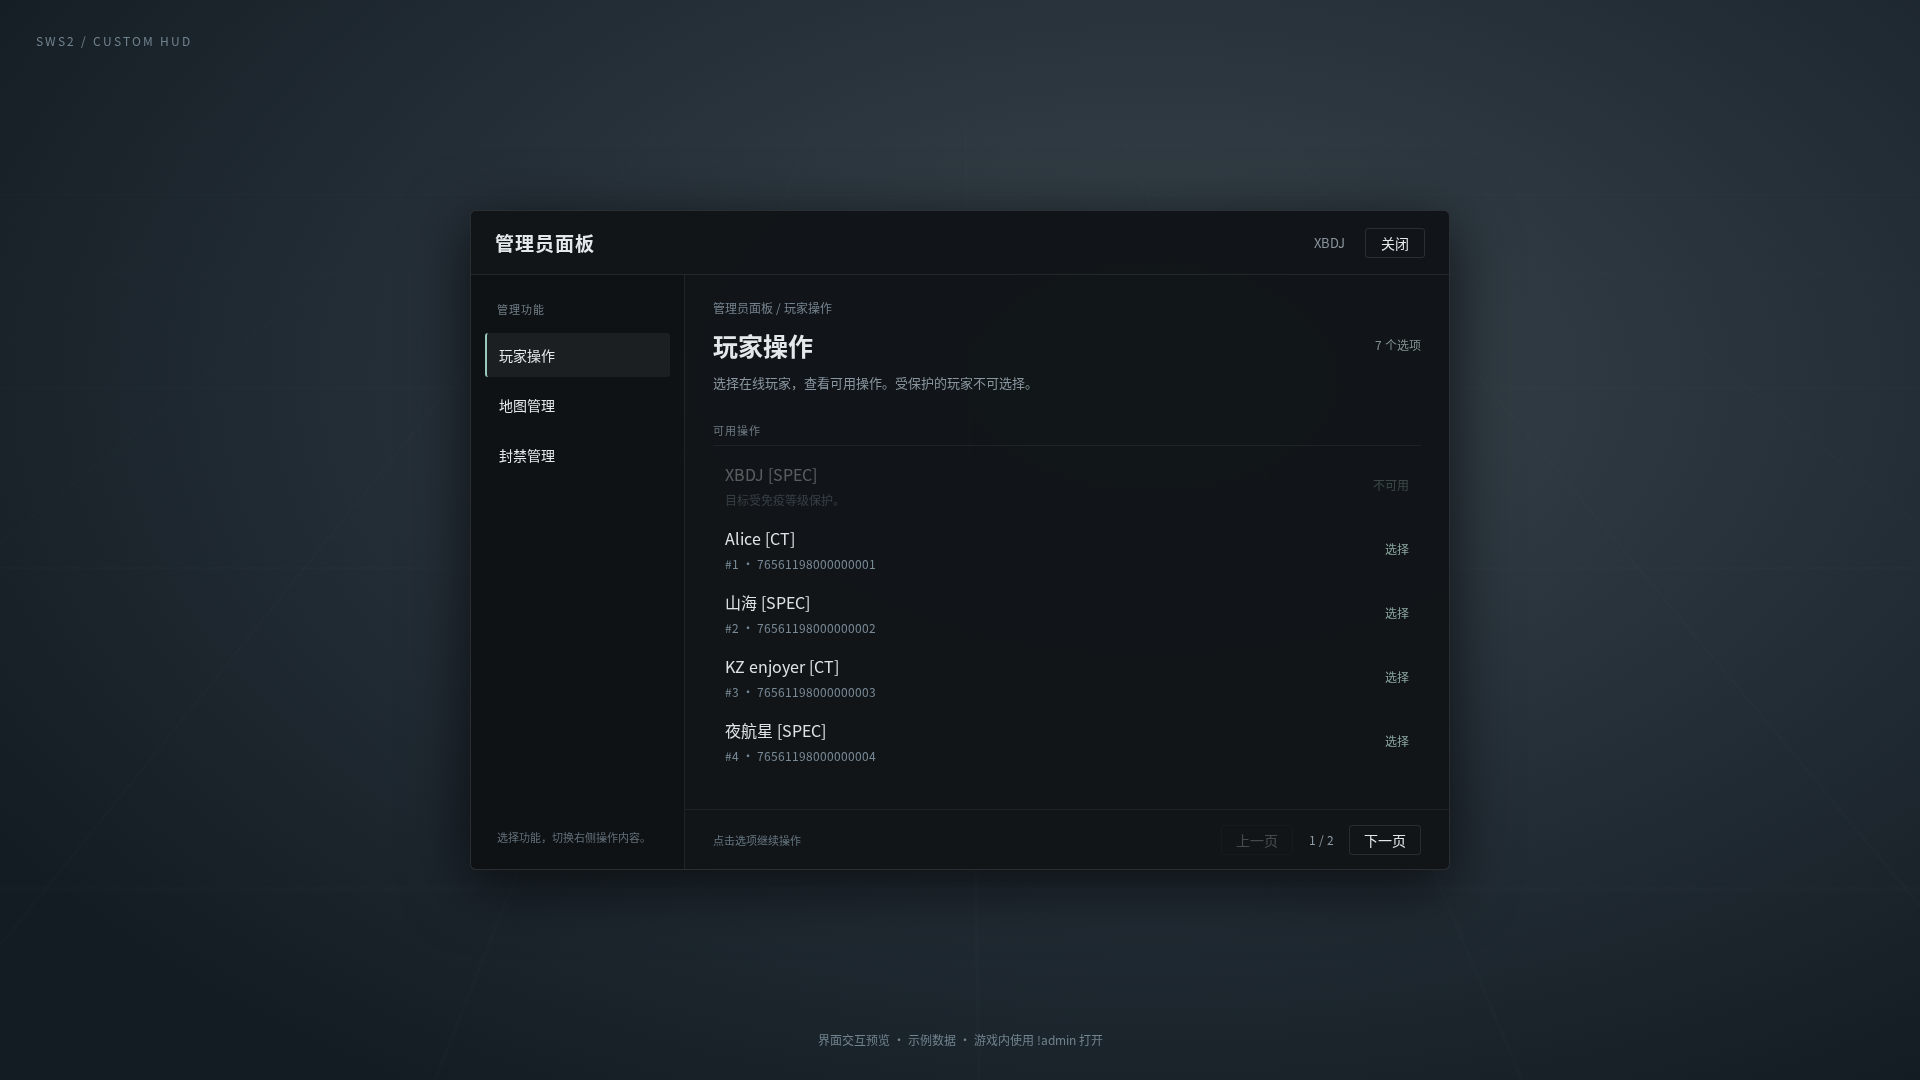 SWS2 / CUSTOM HUD
管理员面板
XBDJ
关闭
管理功能
玩家操作
地图管理
封禁管理
选择功能，切换右侧操作内容。
管理员面板 / 玩家操作
玩家操作
7 个选项
选择在线玩家，查看可用操作。受保护的玩家不可选择。
可用操作
XBDJ [SPEC]
目标受免疫等级保护。
不可用
Alice [CT]
#1 • 76561198000000001
选择
山海 [SPEC]
#2 • 76561198000000002
选择
KZ enjoyer [CT]
#3 • 76561198000000003
选择
夜航星 [SPEC]
#4 • 76561198000000004
选择
点击选项继续操作
上一页
1 / 2
下一页
界面交互预览 • 示例数据 • 游戏内使用 !admin 打开